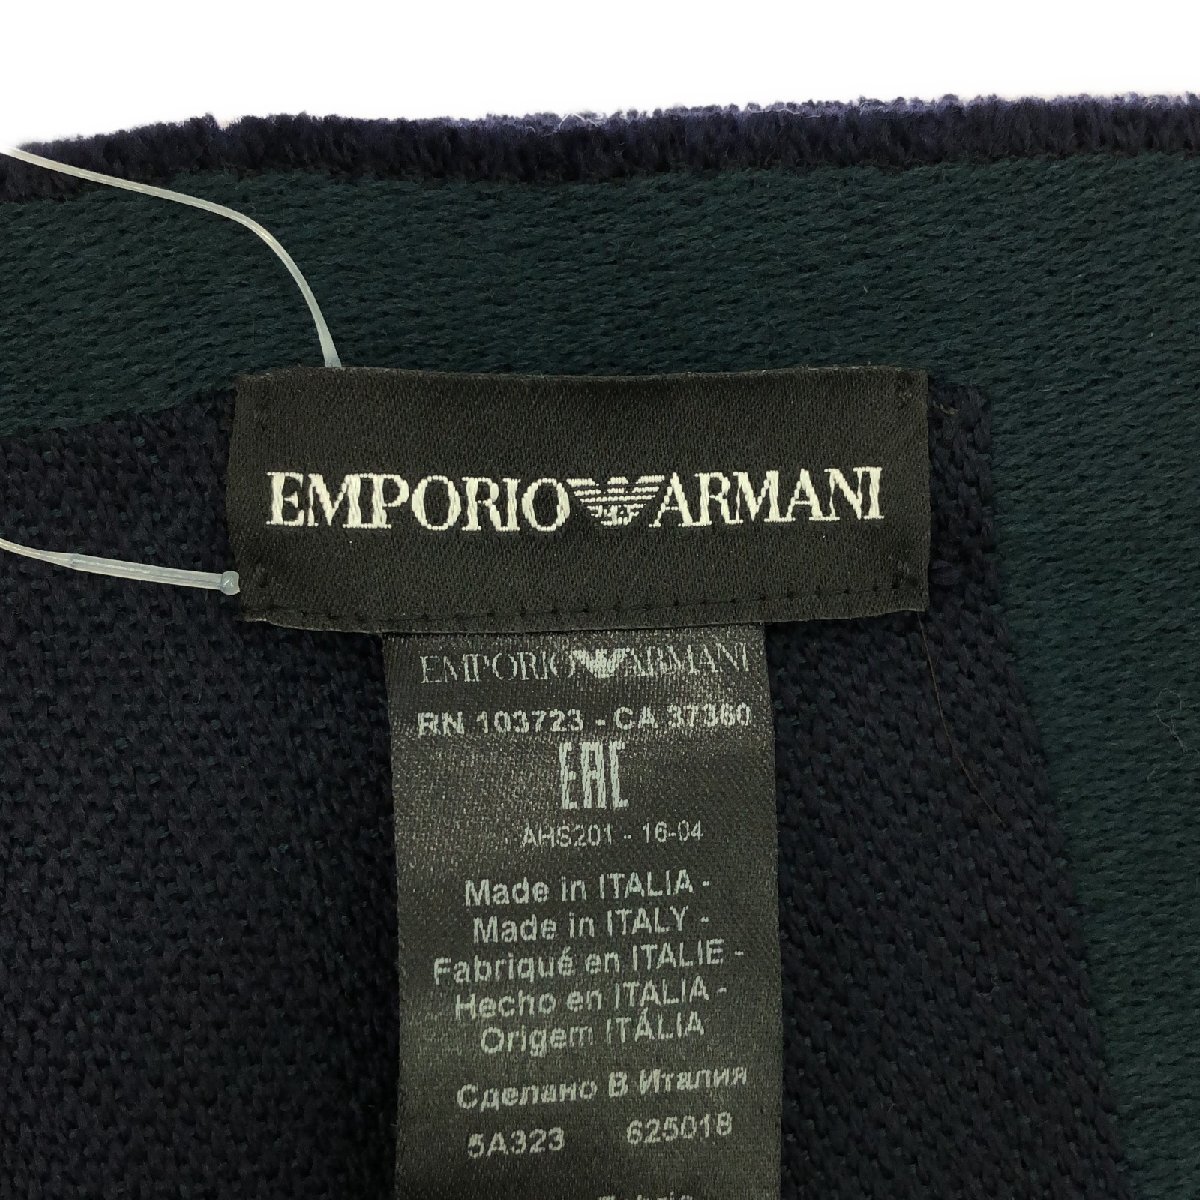 EMPORIO ARMANI
EMPORIO ARMANI
RN 103723 - CA 37360
EAC
AHS201 - 16-04
Made in ITALIA -
Made in ITALY -
Fabriqué en ITALIE -
Hecho en ITALIA -
Origem ITÁLIA
Сделано В Италия
5A323 625018